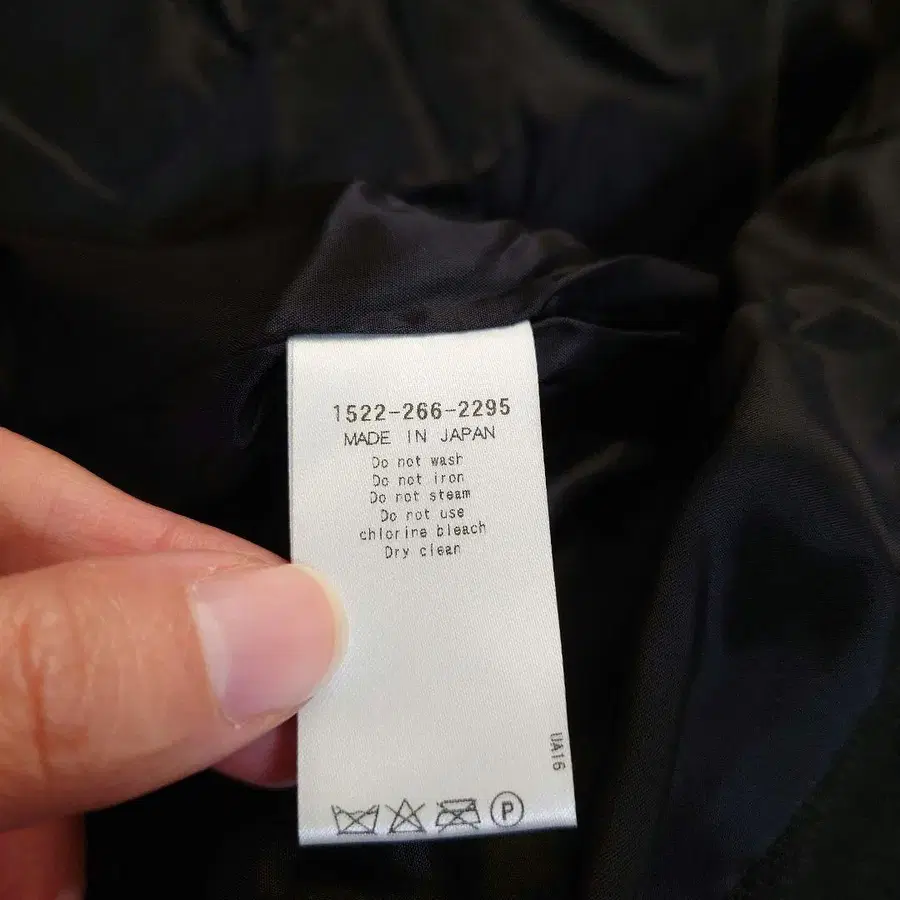 1522-266-2295
MADE IN JAPAN
Do not wash
Do not iron
Do not steam
Do not use
chlorine bleach
Dry clean
UA16
P